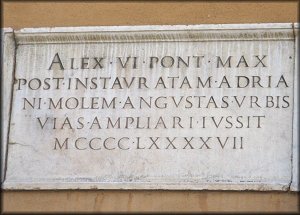 ALEX·VI·PONT·MAX
POST·INSTAVRATAM·ADRIA
NI·MOLEM·ANGVSTAS·VRBIS
VIAS·AMPLIARI·IVSSIT
MCCCCLXXXXVII